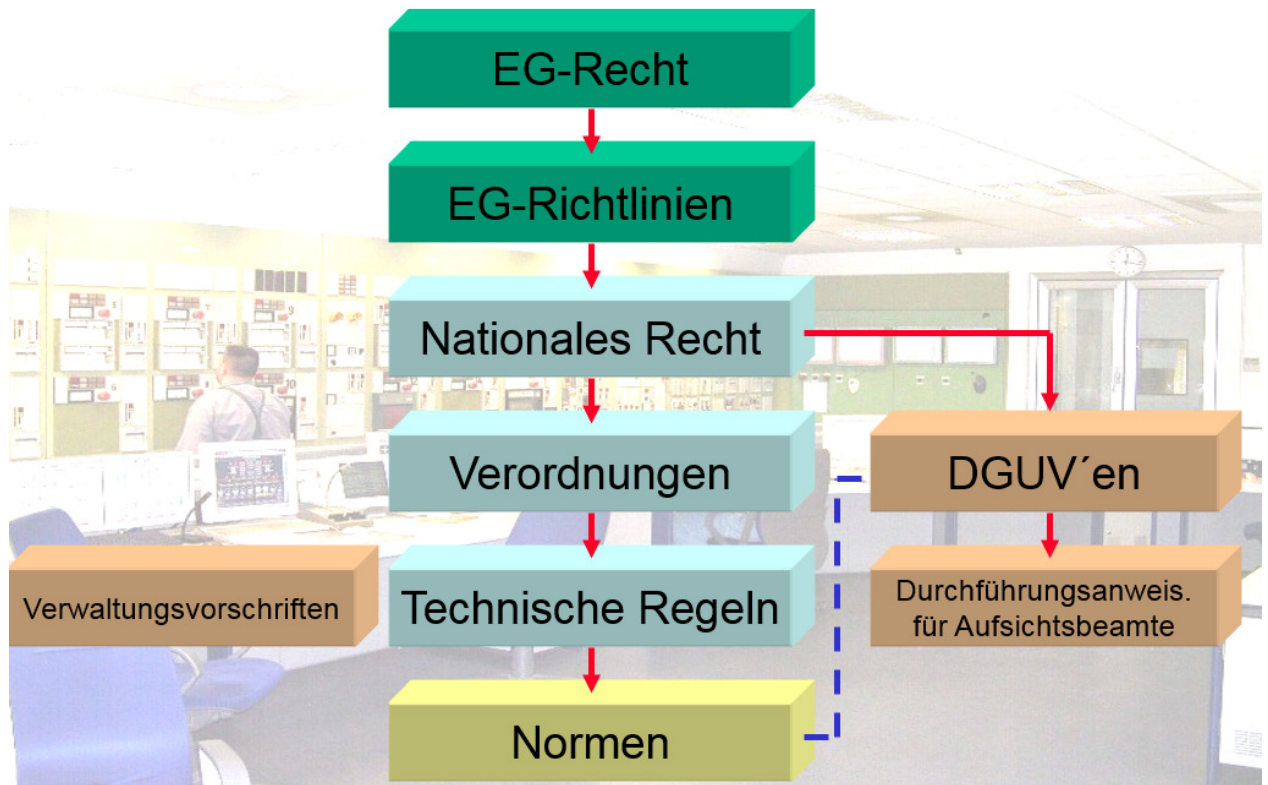 EG-Recht
EG-Richtlinien
Nationales Recht
Verordnungen
DGUV´en
Verwaltungsvorschriften
Technische Regeln
Durchführungsanweis.
für Aufsichtsbeamte
Normen